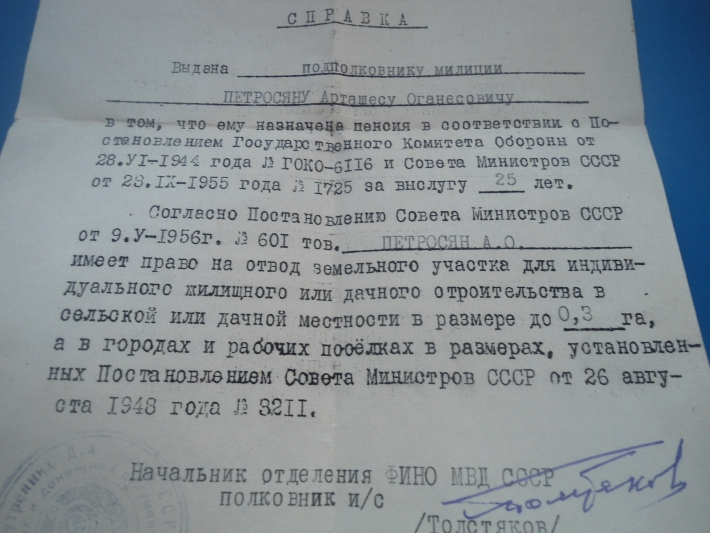 СПРАВКА
Выдана подполковнику милиции
ПЕТРОСЯНУ Арташесу Оганесовичу
в том, что ему назначена пенсия в соответствии с По-
становлением Государственного Комитета Обороны от
28.VI-1944 года № ГОКО-6116 и Совета Министров СССР
от 28.IX-1955 года № 1725 за выслугу 25 лет.
Согласно Постановлению Совета Министров СССР
от 9.V-1956г. № 601 тов. ПЕТРОСЯН А.О.
имеет право на отвод земельного участка для индиви-
дуального жилищного или дачного строительства в
сельской или дачной местности в размере до 0,3 га,
а в городах и рабочих посёлках в размерах, установлен-
ных Постановлением Совета Министров СССР от 26 авгу-
ста 1948 года № 3211.
Начальник отделения ФИНО МВД СССР
полковник и/с
/Толстяков/